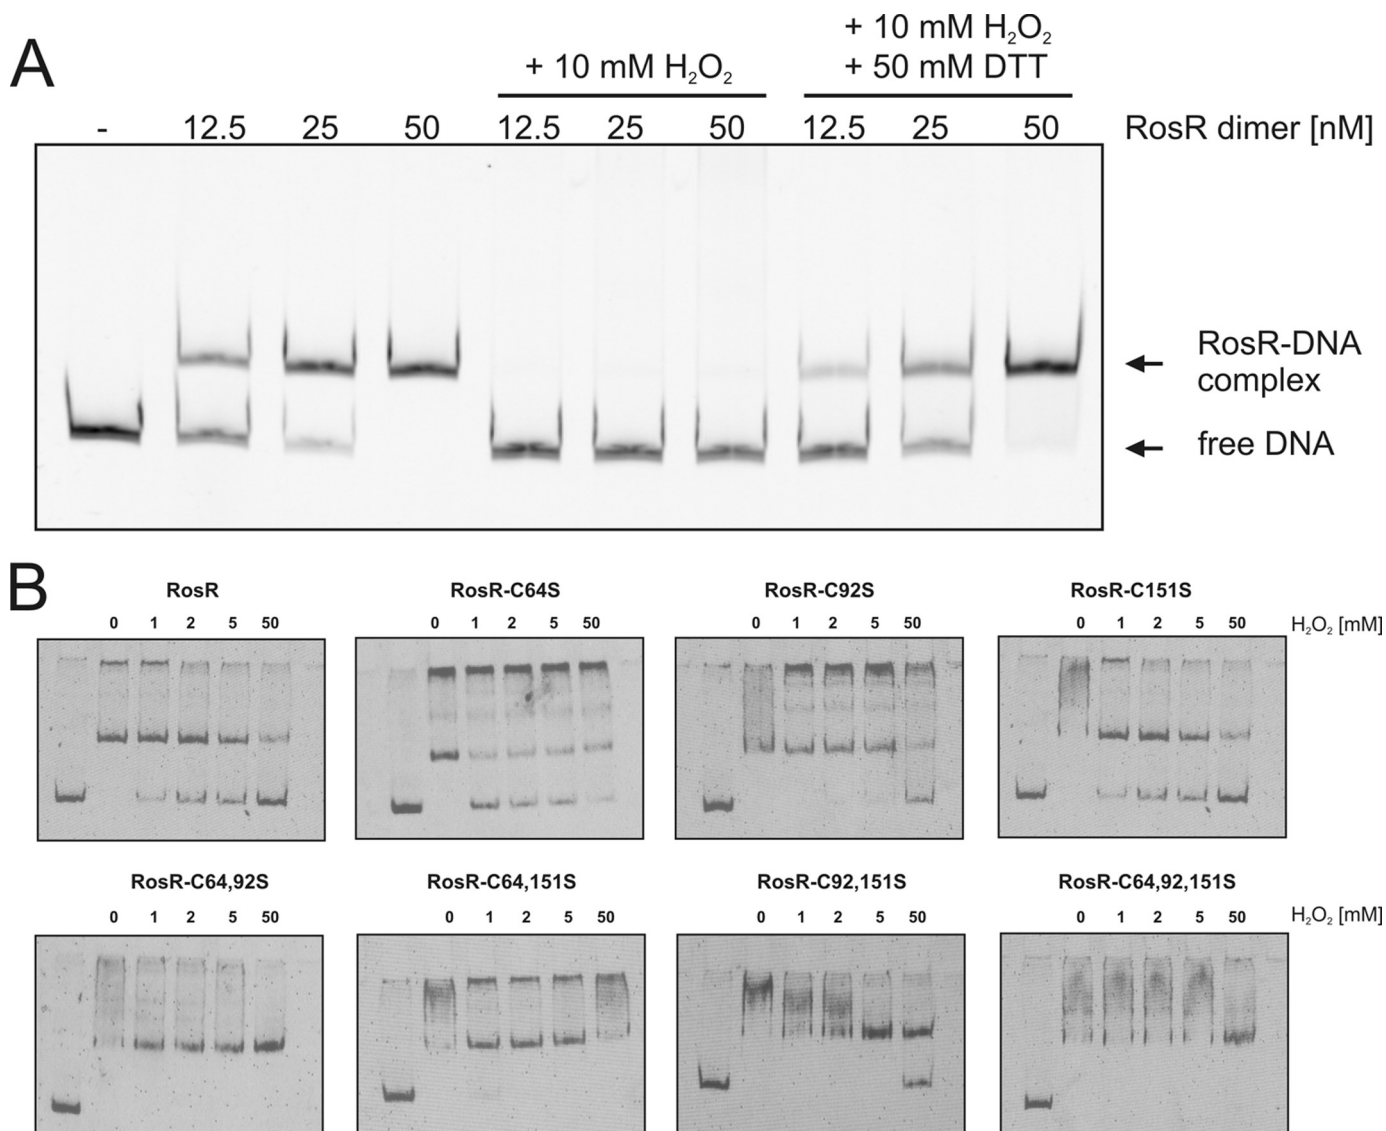 A
+ 10 mM H₂O₂
+ 10 mM H₂O₂
+ 50 mM DTT
- 12.5 25 50 12.5 25 50 12.5 25 50 RosR dimer [nM]
RosR-DNA
complex
free DNA
B
RosR RosR-C64S RosR-C92S RosR-C151S
0 1 2 5 50 0 1 2 5 50 0 1 2 5 50 0 1 2 5 50 H₂O₂ [mM]
RosR-C64,92S RosR-C64,151S RosR-C92,151S RosR-C64,92,151S
0 1 2 5 50 0 1 2 5 50 0 1 2 5 50 0 1 2 5 50 H₂O₂ [mM]